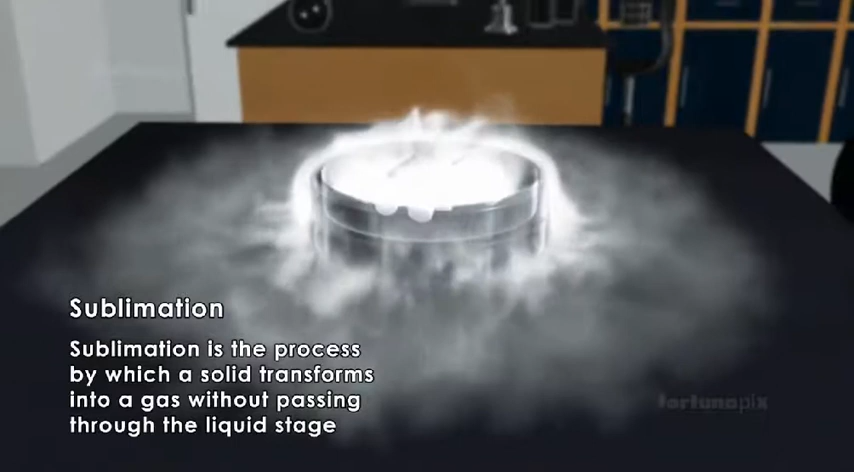 Sublimation
Sublimation is the process
by which a solid transforms
into a gas without passing
through the liquid stage
fortunapix